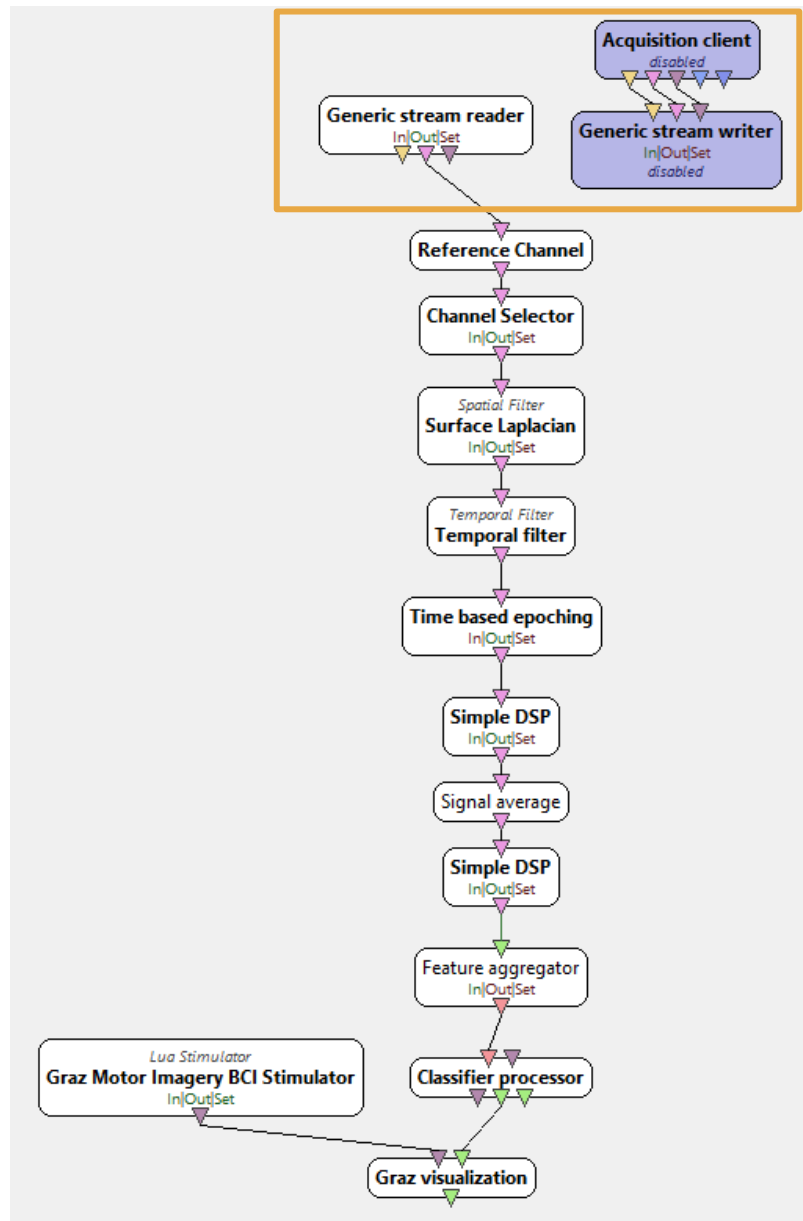 Acquisition client
disabled
Generic stream reader
In|Out|Set
Generic stream writer
In|Out|Set
disabled
Reference Channel
Channel Selector
In|Out|Set
Spatial Filter
Surface Laplacian
In|Out|Set
Temporal Filter
Temporal filter
Time based epoching
In|Out|Set
Simple DSP
In|Out|Set
Signal average
Simple DSP
In|Out|Set
Feature aggregator
In|Out|Set
Lua Stimulator
Graz Motor Imagery BCI Stimulator
In|Out|Set
Classifier processor
Graz visualization